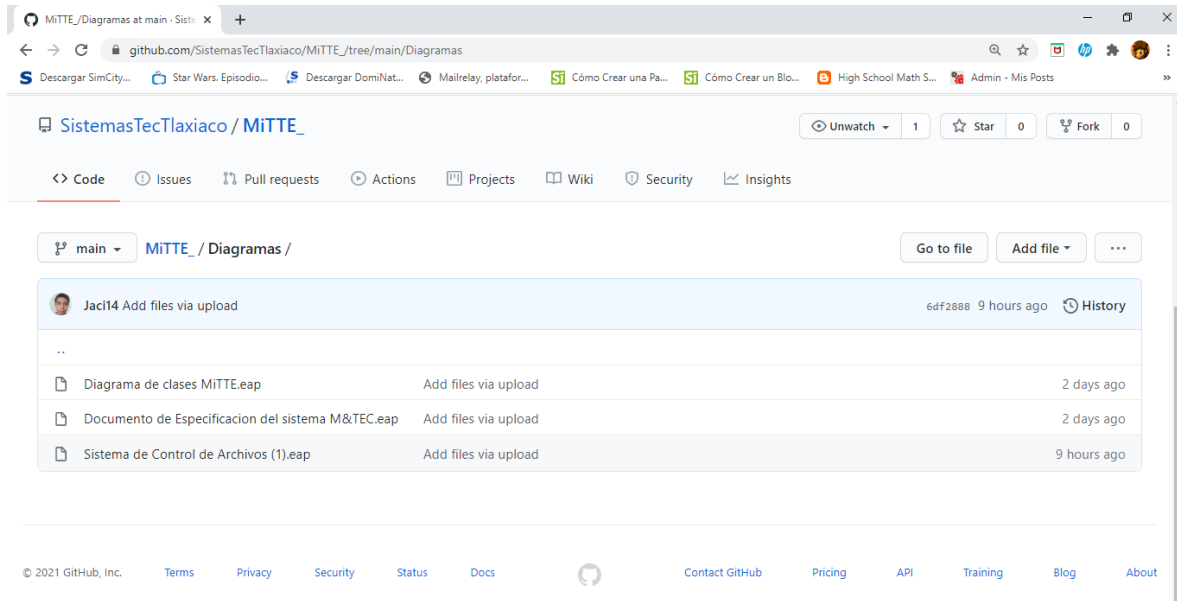 MiTTE_/Diagramas at main · Siste
github.com/SistemasTecTlaxiaco/MiTTE_/tree/main/Diagramas
Descargar SimCity... Star Wars. Episodio... Descargar DomiNat... Mailrelay, platafor... Cómo Crear una Pa... Cómo Crear un Blo... High School Math S... Admin - Mis Posts »
SistemasTecTlaxiaco / MiTTE_ Unwatch 1 Star 0 Fork 0
<> Code Issues Pull requests Actions Projects Wiki Security Insights
main MiTTE_ / Diagramas / Go to file Add file ...
Jaci14 Add files via upload 6df2888 9 hours ago History
..
Diagrama de clases MiTTE.eap Add files via upload 2 days ago
Documento de Especificacion del sistema M&TEC.eap Add files via upload 2 days ago
Sistema de Control de Archivos (1).eap Add files via upload 9 hours ago
© 2021 GitHub, Inc. Terms Privacy Security Status Docs Contact GitHub Pricing API Training Blog About